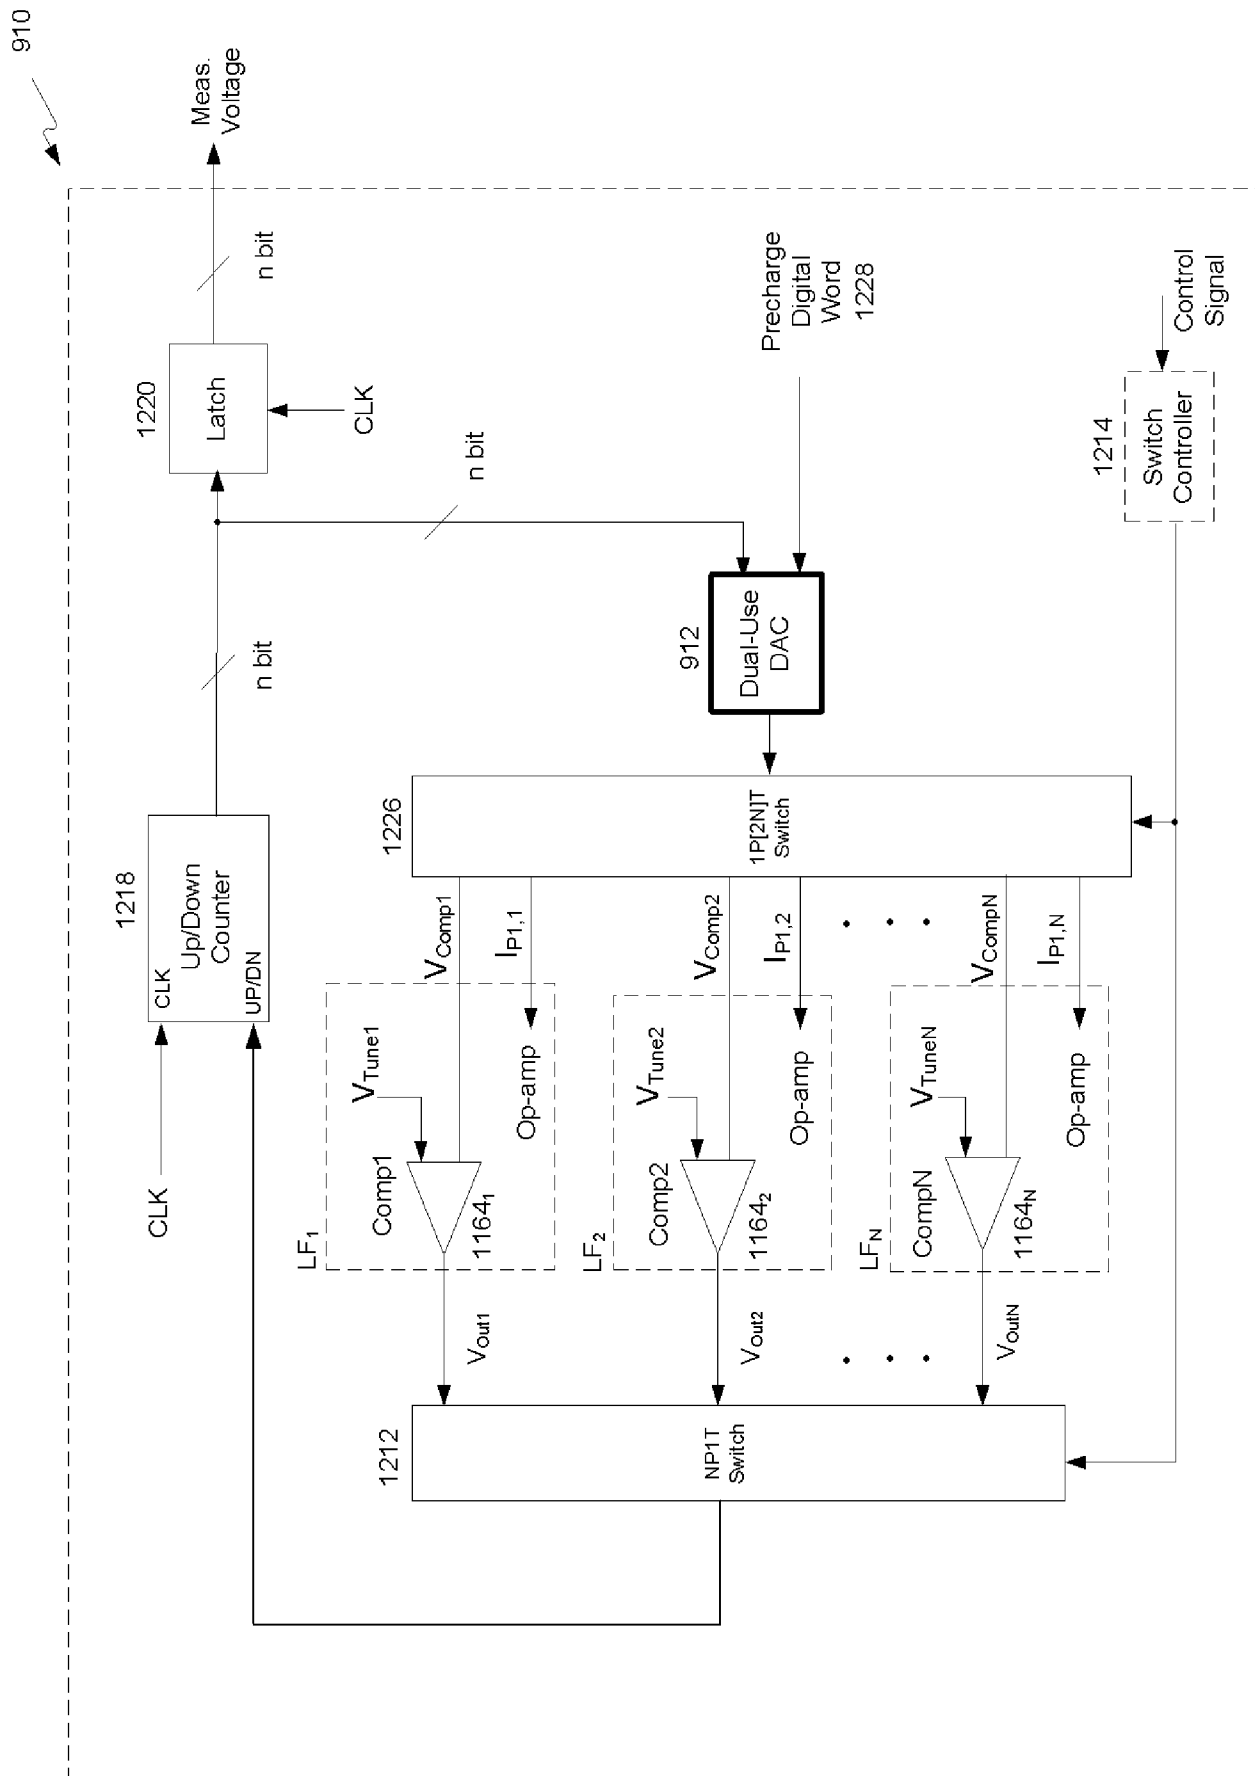 910
Meas.
Voltage
n bit
1220
Latch
CLK
n bit
n bit
1218
Up/Down
Counter
CLK
UP/DN
CLK
Precharge
Digital
Word
1228
912
Dual-Use
DAC
1214
Switch
Controller
Control
Signal
1226
1P[2N]T
Switch
VComp1
IP1,1
VComp2
IP1,2
. . .
VCompN
IP1,N
LF1
VTune1
Comp1
11641
Op-amp
LF2
VTune2
Comp2
11642
Op-amp
LFN
VTuneN
CompN
1164N
Op-amp
VOut1
VOut2
. . .
VOutN
1212
NP1T
Switch